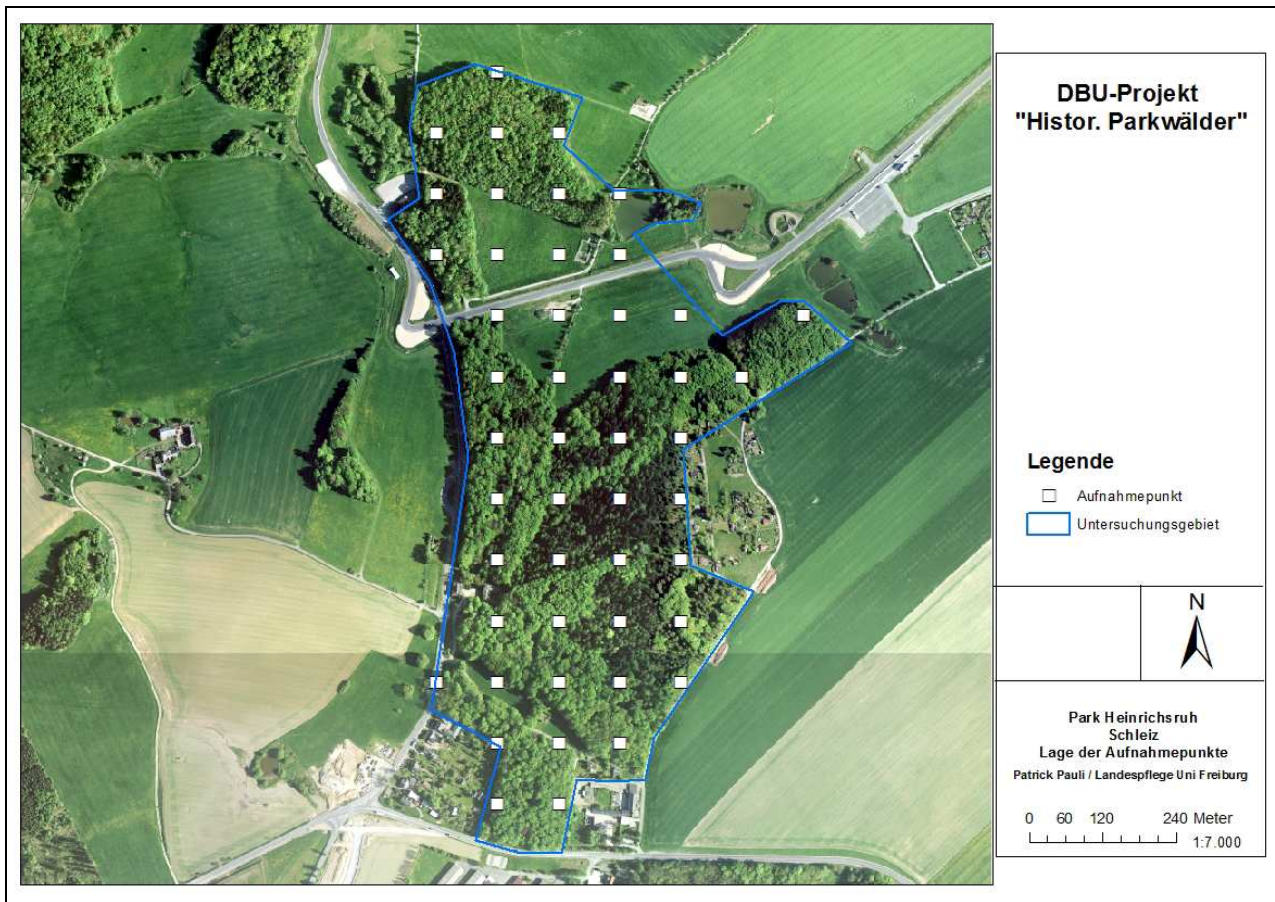 DBU-Projekt
"Histor. Parkwälder"
Legende
Aufnahmepunkt
Untersuchungsgebiet
N
Park Heinrichsruh
Schleiz
Lage der Aufnahmepunkte
Patrick Pauli / Landespflege Uni Freiburg
0 60 120 240 Meter
1:7.000